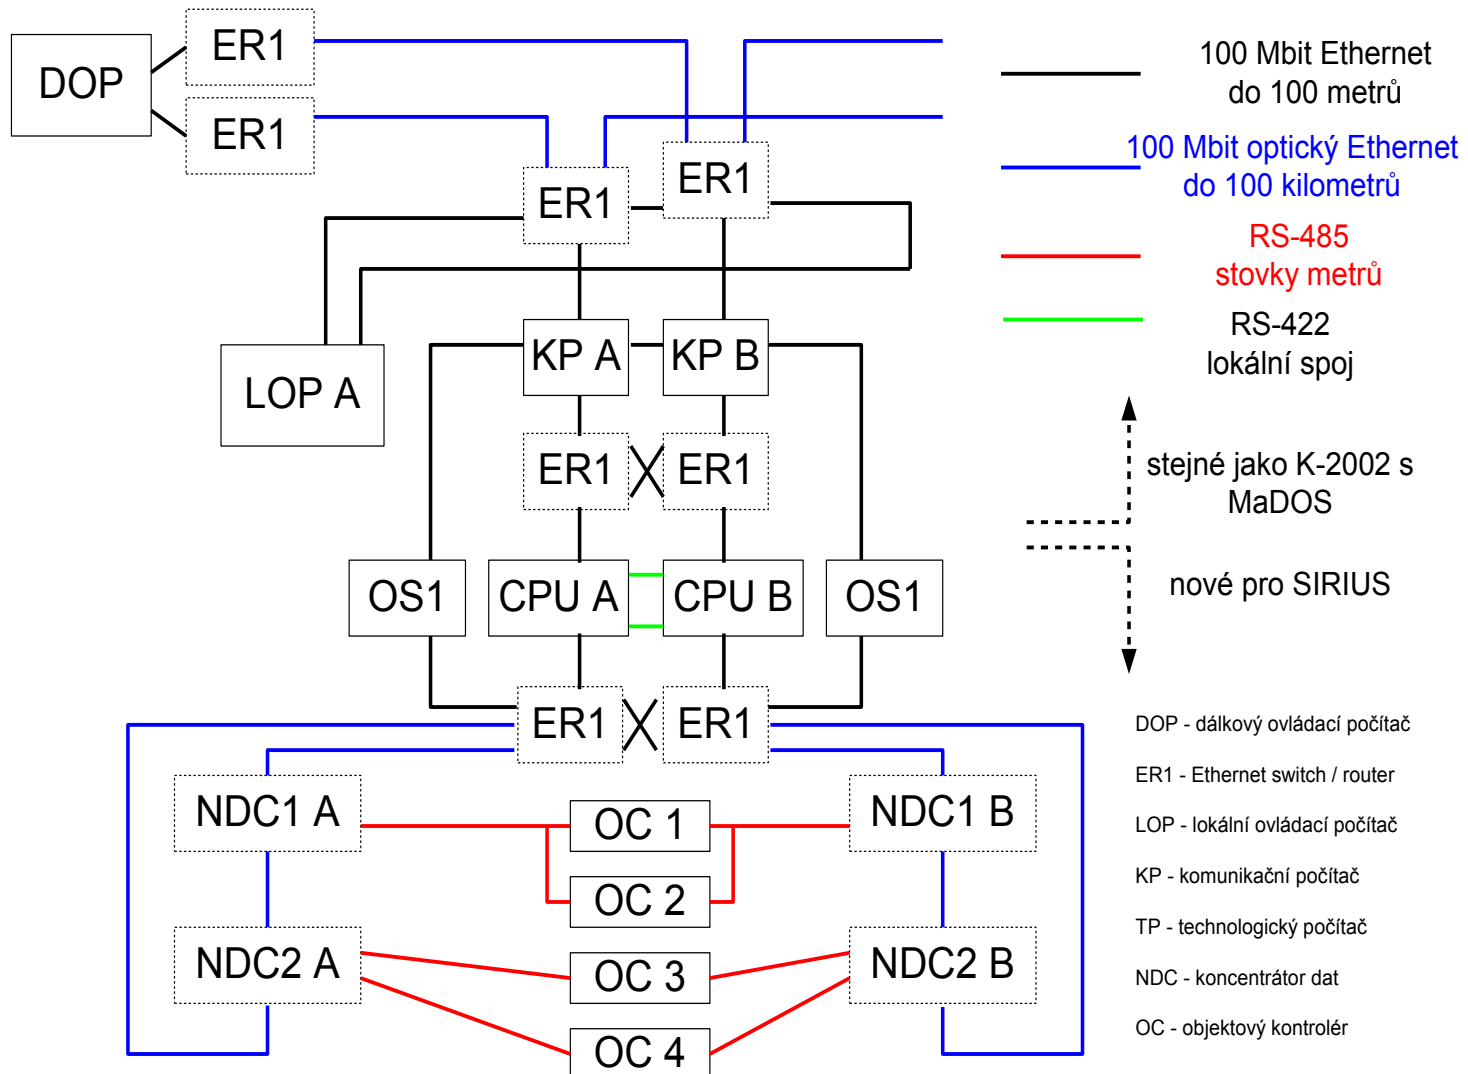 DOP
ER1
ER1
ER1
ER1
100 Mbit Ethernet
do 100 metrů
100 Mbit optický Ethernet
do 100 kilometrů
RS-485
stovky metrů
RS-422
lokální spoj
LOP A
KP A
KP B
ER1
ER1
stejné jako K-2002 s
MaDOS
nové pro SIRIUS
OS1
CPU A
CPU B
OS1
ER1
ER1
NDC1 A
OC 1
NDC1 B
OC 2
NDC2 A
OC 3
NDC2 B
OC 4
DOP - dálkový ovládací počítač
ER1 - Ethernet switch / router
LOP - lokální ovládací počítač
KP - komunikační počítač
TP - technologický počítač
NDC - koncentrátor dat
OC - objektový kontrolér